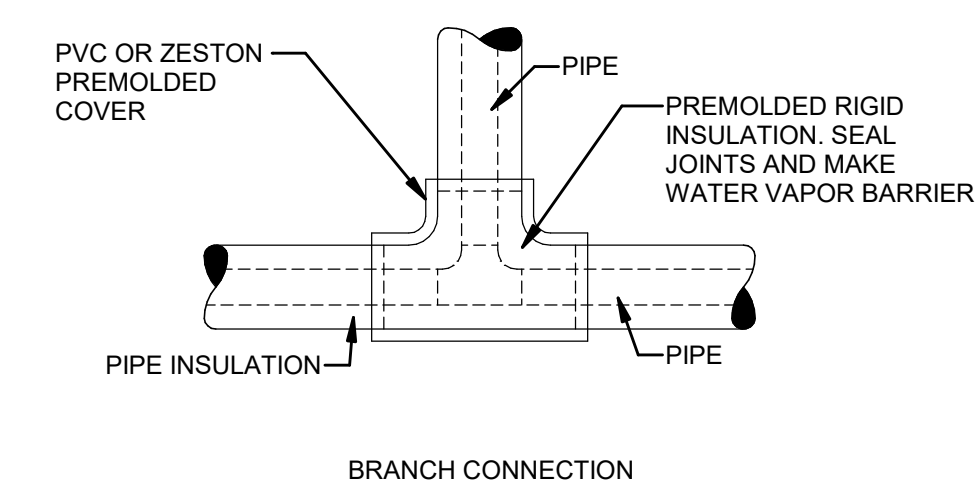 PVC OR ZESTON
PREMOLDED
COVER
PIPE
PREMOLDED RIGID
INSULATION. SEAL
JOINTS AND MAKE
WATER VAPOR BARRIER
PIPE INSULATION
PIPE
BRANCH CONNECTION